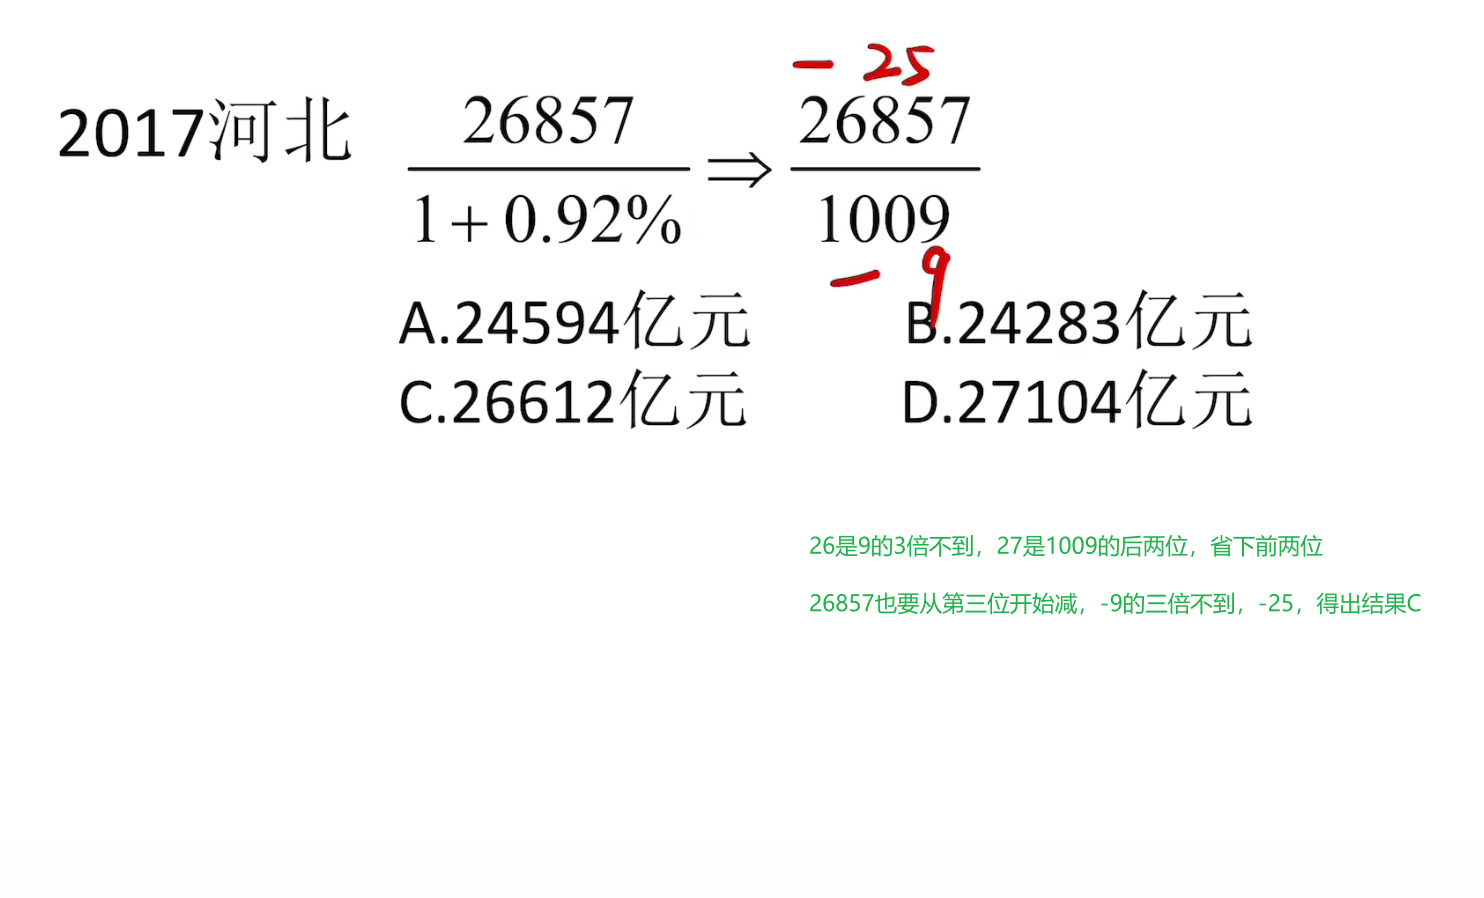 - 25
2017河北 26857 / 1+0.92% ⇒ 26857 / 1009
- 9
A.24594亿元 B.24283亿元
C.26612亿元 D.27104亿元
26是9的3倍不到，27是1009的后两位，省下前两位
26857也要从第三位开始减，-9的三倍不到，-25，得出结果C